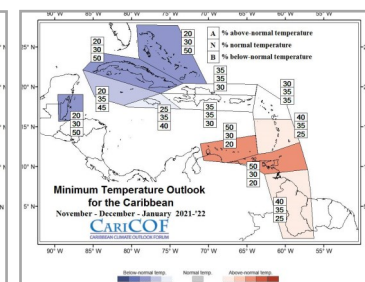 90° W 85° W 80° W 75° W 70° W 65° W 60° W 55° W
A % above-normal temperature
N % normal temperature
B % below-normal temperature
25° N
20° N
15° N
10° N
5° N
20
30
50
20
30
50
35
35
30
30
35
35
20
35
45
25
35
40
35
35
30
40
35
25
20
30
50
50
30
20
50
30
20
40
35
25
Minimum Temperature Outlook
for the Caribbean
November - December - January 2021-'22
CARICOF
CARIBBEAN CLIMATE OUTLOOK FORUM
90° W 85° W 80° W 75° W 70° W 65° W 60° W 55° W
Below-normal temp. Normal temp. Above-normal temp.